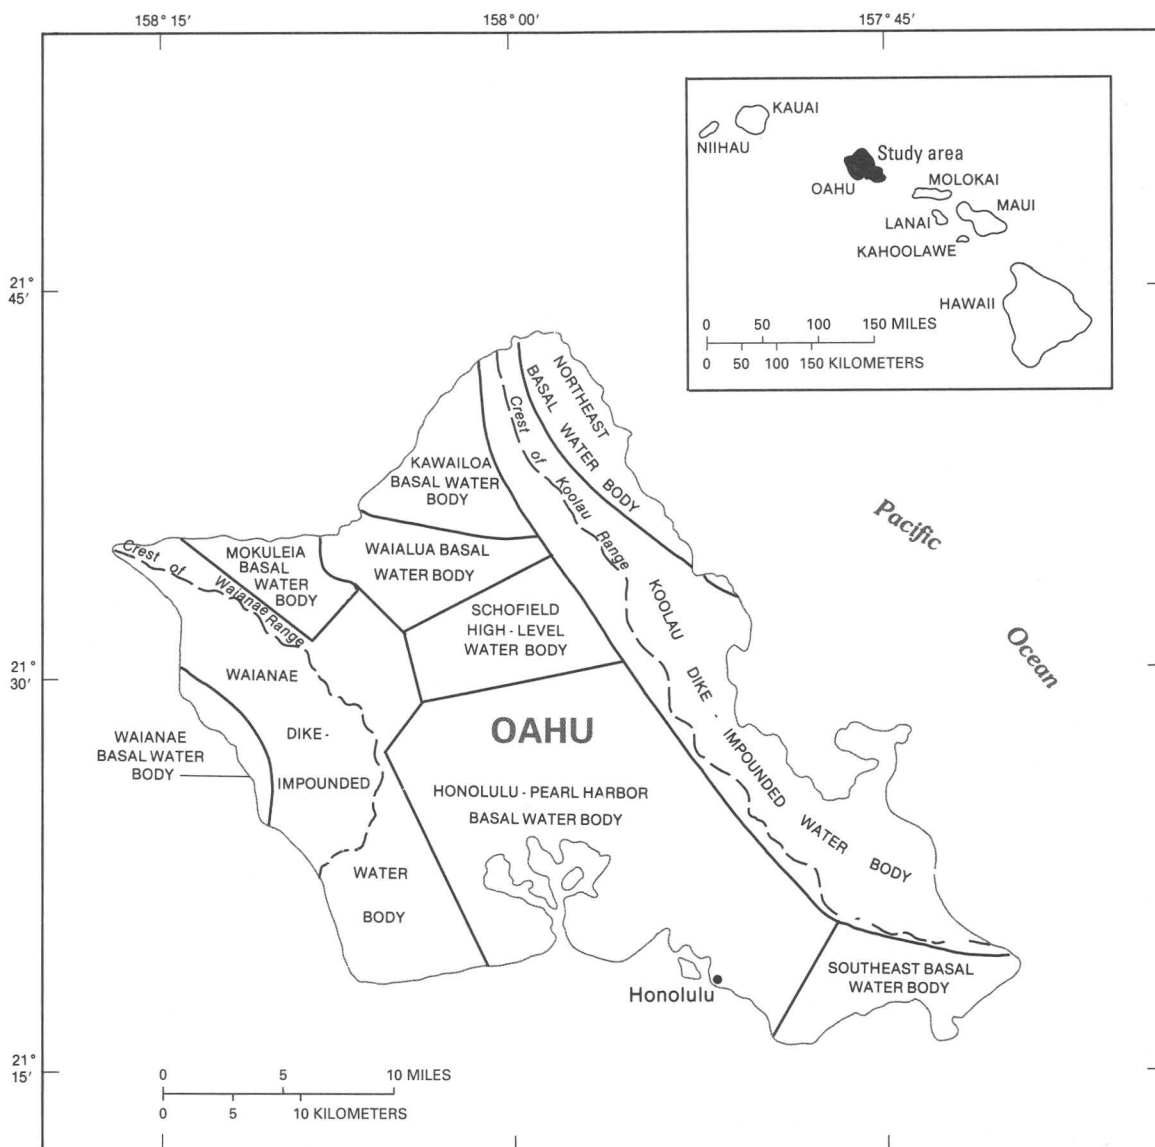 158° 15′
158° 00′
157° 45′
KAUAI
NIIHAU
Study area
OAHU
MOLOKAI
MAUI
LANAI
KAHOOLAWE
HAWAII
0 50 100 150 MILES
0 50 100 150 KILOMETERS
21°
45′
NORTHEAST
BASAL WATER BODY
Crest of Koolau Range
KAWAILOA
BASAL WATER
BODY
Pacific
Ocean
Crest of Waianae Range
MOKULEIA
BASAL
WATER
BODY
WAIALUA BASAL
WATER BODY
SCHOFIELD
HIGH - LEVEL
WATER BODY
KOOLAU DIKE - IMPOUNDED WATER BODY
21°
30′
WAIANAE
DIKE-
IMPOUNDED
WATER
BODY
WAIANAE
BASAL WATER
BODY
OAHU
HONOLULU - PEARL HARBOR
BASAL WATER BODY
SOUTHEAST BASAL
WATER BODY
Honolulu
21°
15′
0 5 10 MILES
0 5 10 KILOMETERS